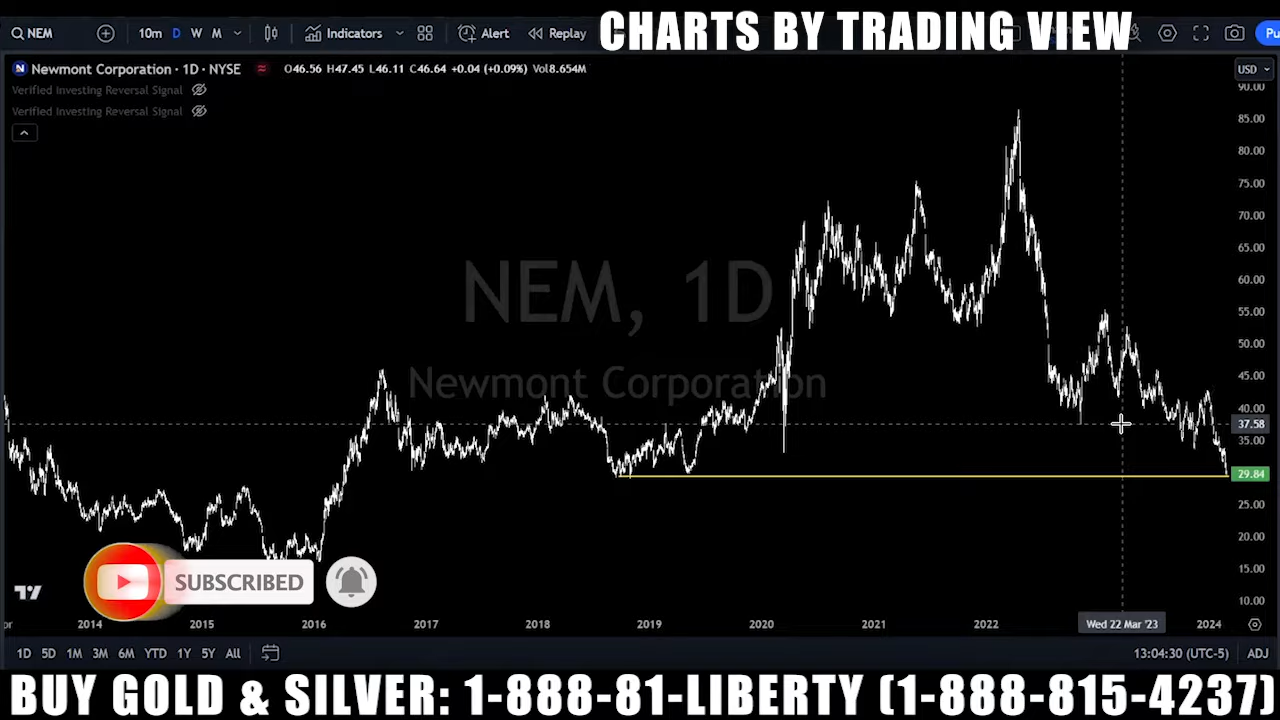 CHARTS BY TRADING VIEW
NEM 10m D W M Indicators Alert Replay Pu
Newmont Corporation · 1D · NYSE O46.56 H47.45 L46.11 C46.64 +0.04 (+0.09%) Vol8.654M USD
Verified Investing Reversal Signal
Verified Investing Reversal Signal
90.00
85.00
80.00
75.00
70.00
65.00
60.00
55.00
50.00
45.00
40.00
37.58
35.00
29.84
25.00
20.00
15.00
10.00
NEM, 1D
Newmont Corporation
SUBSCRIBED
2014 2015 2016 2017 2018 2019 2020 2021 2022 Wed 22 Mar '23 2024
1D 5D 1M 3M 6M YTD 1Y 5Y All 13:04:30 (UTC-5) ADJ
BUY GOLD & SILVER: 1-888-81-LIBERTY (1-888-815-4237)